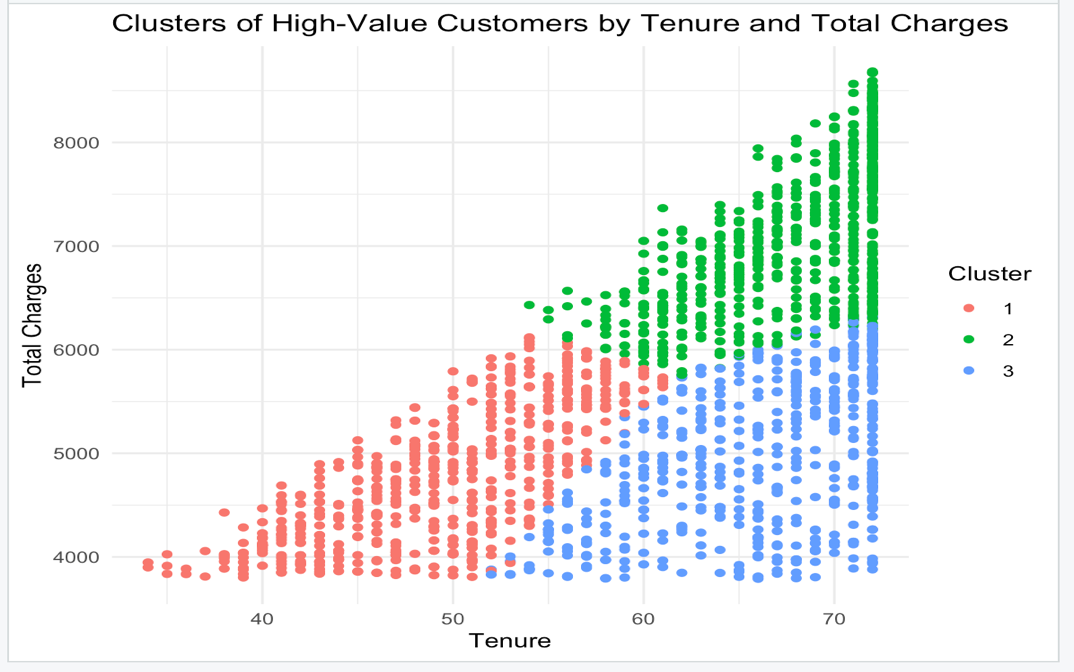 Clusters of High-Value Customers by Tenure and Total Charges
8000
7000
6000
5000
4000
Total Charges
40 50 60 70
Tenure
Cluster
1
2
3